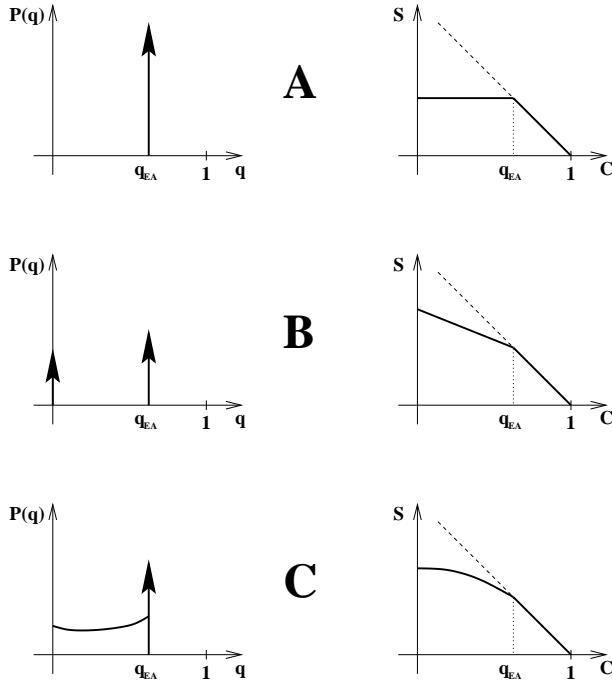 P(q)
S
A
q_EA 1 q
q_EA 1 C
P(q)
S
B
q_EA 1 q
q_EA 1 C
P(q)
S
C
q_EA 1 q
q_EA 1 C